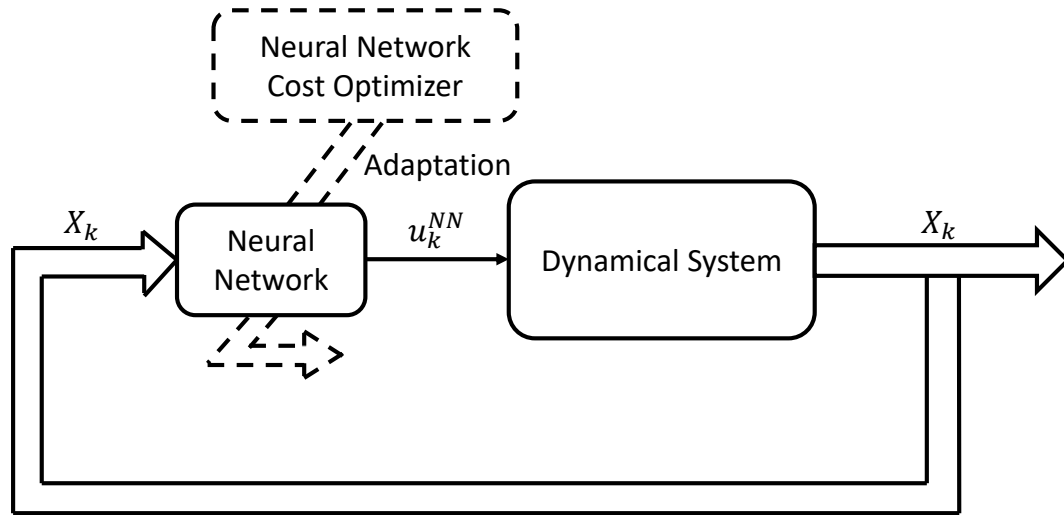 Neural Network
Cost Optimizer
Adaptation
$X_k$
Neural
Network
$u_k^{NN}$
Dynamical System
$X_k$